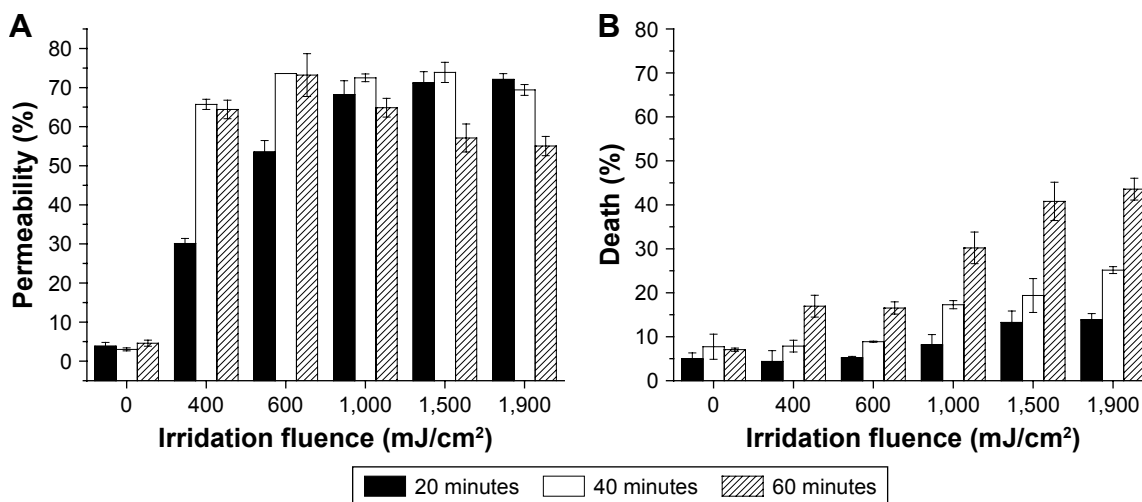 A
Permeability (%)
80
70
60
50
40
30
20
10
0
0 400 600 1,000 1,500 1,900
Irridation fluence (mJ/cm²)
B
Death (%)
80
70
60
50
40
30
20
10
0
0 400 600 1,000 1,500 1,900
Irridation fluence (mJ/cm²)
20 minutes 40 minutes 60 minutes